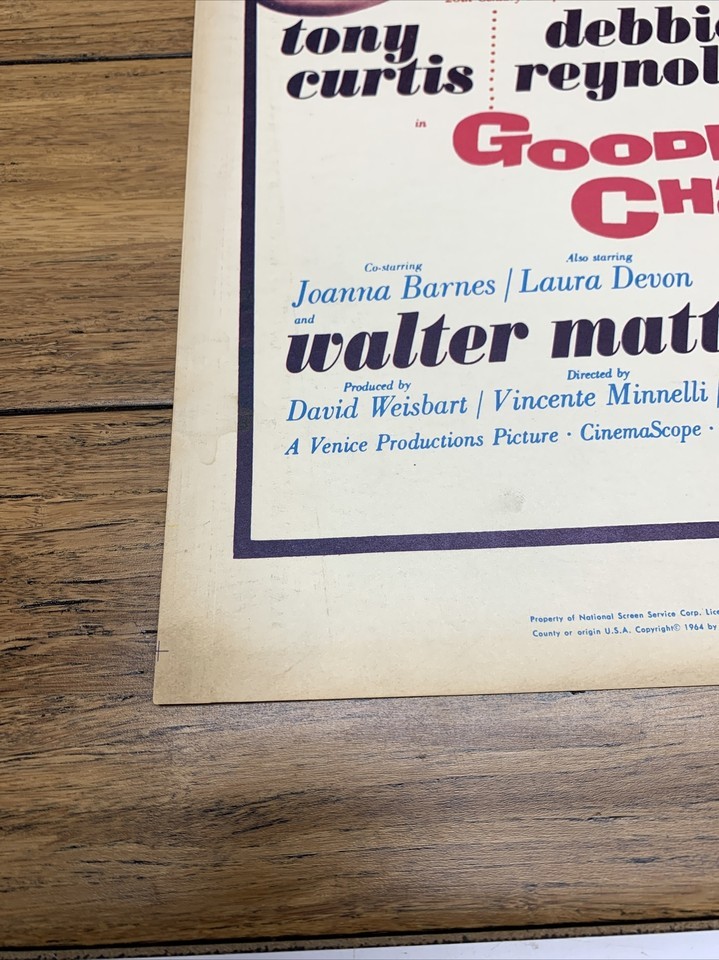 tony
curtis
debbi
reynol
in
GOOD
CH
Co-starring
Also starring
Joanna Barnes / Laura Devon
and
walter matt
Produced by
Directed by
David Weisbart / Vincente Minnelli /
A Venice Productions Picture · CinemaScope ·
Property of National Screen Service Corp. Lice
County or origin U.S.A. Copyright© 1964 by